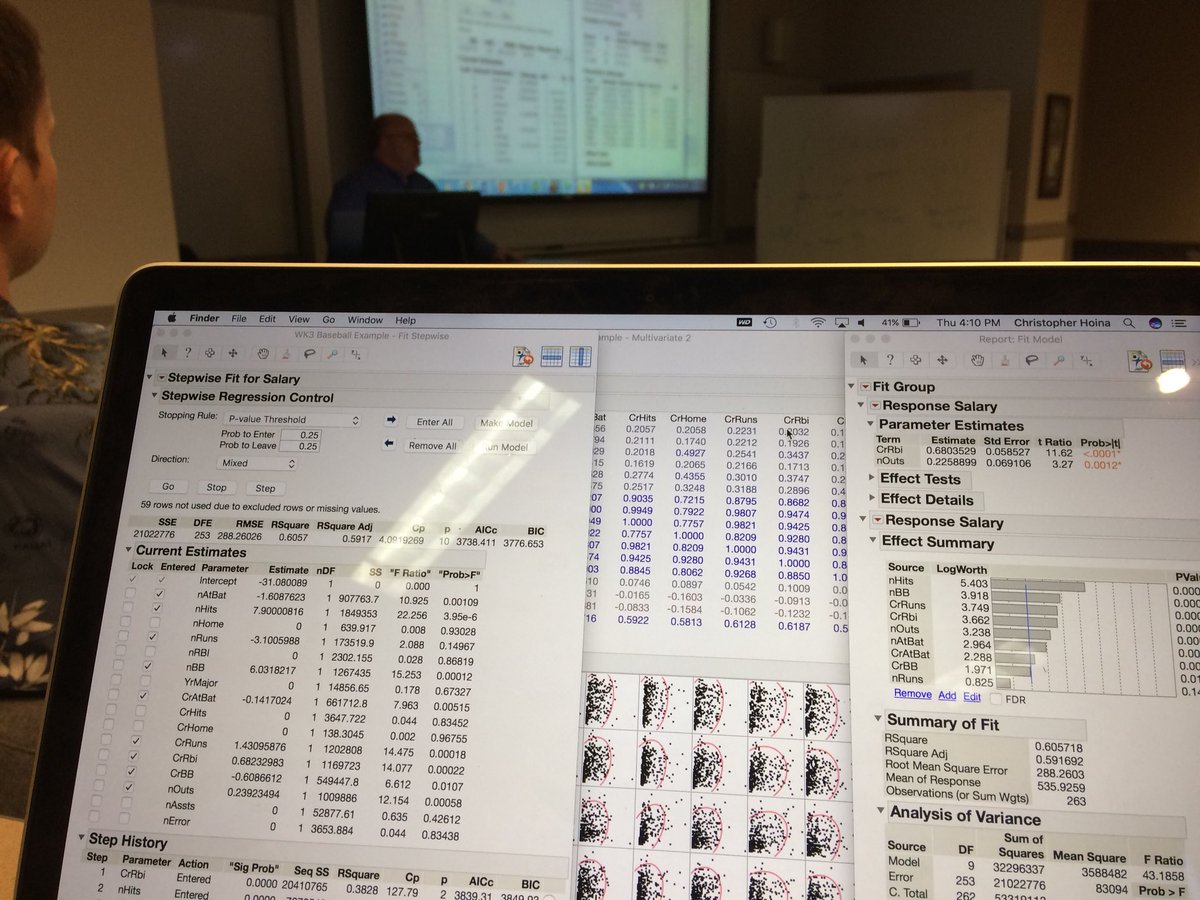 Finder File Edit View Go Window Help
41% Thu 4:10 PM Christopher Hoina
WK3 Baseball Example - Fit Stepwise
Stepwise Fit for Salary
Stepwise Regression Control
Stopping Rule: P-value Threshold Enter All Make Model
Prob to Enter 0.25
Prob to Leave 0.25 Remove All Run Model
Direction: Mixed
Go Stop Step
59 rows not used due to excluded rows or missing values.
SSE DFE RMSE RSquare RSquare Adj Cp p AICc BIC
21022776 253 288.26026 0.6057 0.5917 4.0919269 10 3738.411 3776.653
Current Estimates
Lock Entered Parameter Estimate nDF SS "F Ratio" "Prob>F"
Intercept -31.080089 1 0 0.000 1
nAtBat -1.6087623 1 907763.7 10.925 0.00109
nHits 7.90000816 1 1849353 22.256 3.95e-6
nHome 0 1 639.917 0.008 0.93028
nRuns -3.1005988 1 173519.9 2.088 0.14967
nRBI 0 1 2302.155 0.028 0.86819
nBB 6.0318217 1 1267435 15.253 0.00012
YrMajor 0 1 14856.65 0.178 0.67327
CrAtBat -0.1417024 1 661712.8 7.963 0.00515
CrHits 0 1 3647.722 0.044 0.83452
CrHome 0 1 138.3045 0.002 0.96755
CrRuns 1.43095876 1 1202808 14.475 0.00018
CrRbi 0.68232983 1 1169723 14.077 0.00022
CrBB -0.6086612 1 549447.8 6.612 0.0107
nOuts 0.23923494 1 1009886 12.154 0.00058
nAssts 0 1 52877.61 0.635 0.42612
nError 0 1 3653.884 0.044 0.83438
Step History
Step Parameter Action "Sig Prob" Seq SS RSquare Cp p AICc BIC
1 CrRbi Entered 0.0000 20410765 0.3828 127.79 2 3839.31
2 nHits Entered
Multivariate 2
CrHits CrHome CrRuns CrRbi
0.2057 0.2058 0.2231
0.2111 0.1740 0.2212 0.1926
0.2018 0.4927 0.2541 0.3437
0.1619 0.2065 0.2166 0.1713
0.2774 0.4355 0.3010 0.3747
0.2517 0.3248 0.3188 0.2896
0.9035 0.7215 0.8795 0.8682
0.9949 0.7922 0.9807 0.9474
1.0000 0.7757 0.9821 0.9425
0.7757 1.0000 0.8209 0.9280
0.9821 0.8209 1.0000 0.9431
0.9425 0.9280 0.9431 1.0000
0.8845 0.8062 0.9268 0.8850
0.0746 0.0897 0.0542 0.1009
-0.0165 -0.1603 -0.0336 -0.0913
-0.0833 -0.1584 -0.1062 -0.1232
0.5922 0.5813 0.6128 0.6187
Report: Fit Model
Fit Group
Response Salary
Parameter Estimates
Term Estimate Std Error t Ratio Prob>|t|
CrRbi 0.6803529 0.058527 11.62 <.0001*
nOuts 0.2258899 0.069106 3.27 0.0012*
Effect Tests
Effect Details
Response Salary
Effect Summary
Source LogWorth
nHits 5.403
nBB 3.918
CrRuns 3.749
CrRbi 3.662
nOuts 3.238
nAtBat 2.964
CrAtBat 2.288
CrBB 1.971
nRuns 0.825
Remove Add Edit FDR
Summary of Fit
RSquare 0.605718
RSquare Adj 0.591692
Root Mean Square Error 288.2603
Mean of Response 535.9259
Observations (or Sum Wgts) 263
Analysis of Variance
Source DF Sum of Squares Mean Square F Ratio
Model 9 32296337 3588482 43.1858
Error 253 21022776 83094 Prob > F
C. Total 262